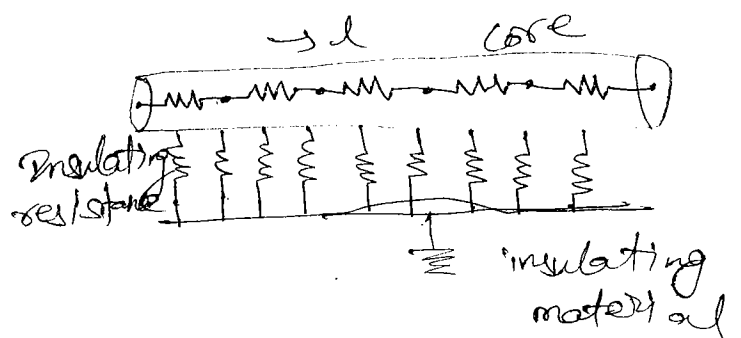 → l core
Insulating
resistance
insulating
material